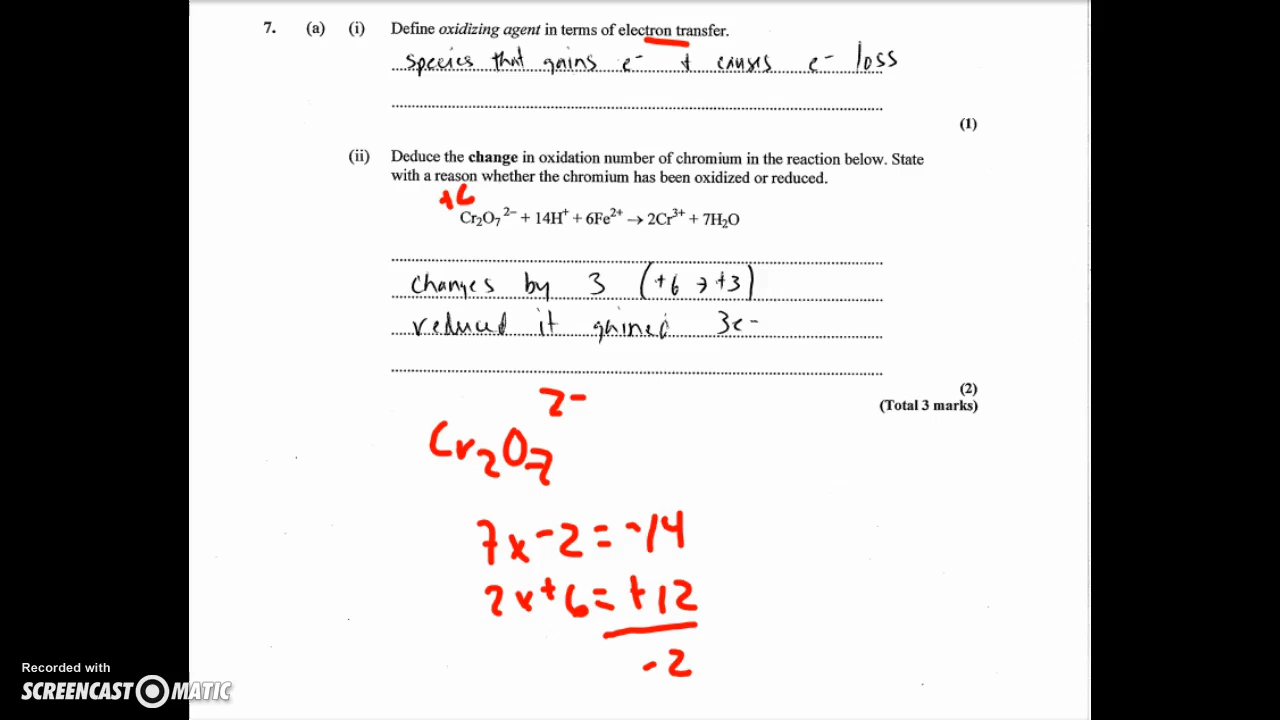 7. (a) (i) Define oxidizing agent in terms of electron transfer.
species that gains e⁻ + causes e⁻ loss
(1)
(ii) Deduce the change in oxidation number of chromium in the reaction below. State
with a reason whether the chromium has been oxidized or reduced.
+6
Cr₂O₇²⁻ + 14H⁺ + 6Fe²⁺ → 2Cr³⁺ + 7H₂O
changes by 3 (+6 → +3)
reduced it gained 3e-
(2)
(Total 3 marks)
Cr₂O₇²⁻
7x-2=-14
2x+6=+12
-2
Recorded with
SCREENCAST-O-MATIC